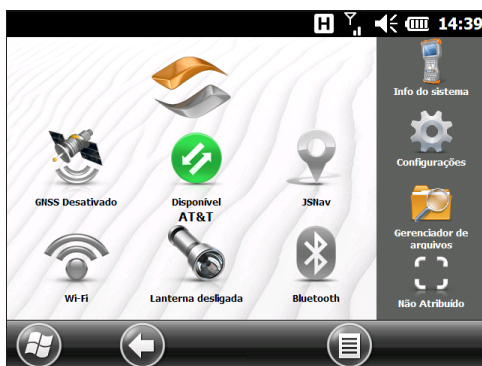 H 14:39
GNSS Desativado
Disponível
AT&T
JSNav
Wi-Fi
Lanterna desligada
Bluetooth
Info do sistema
Configurações
Gerenciador de
arquivos
Não Atribuído